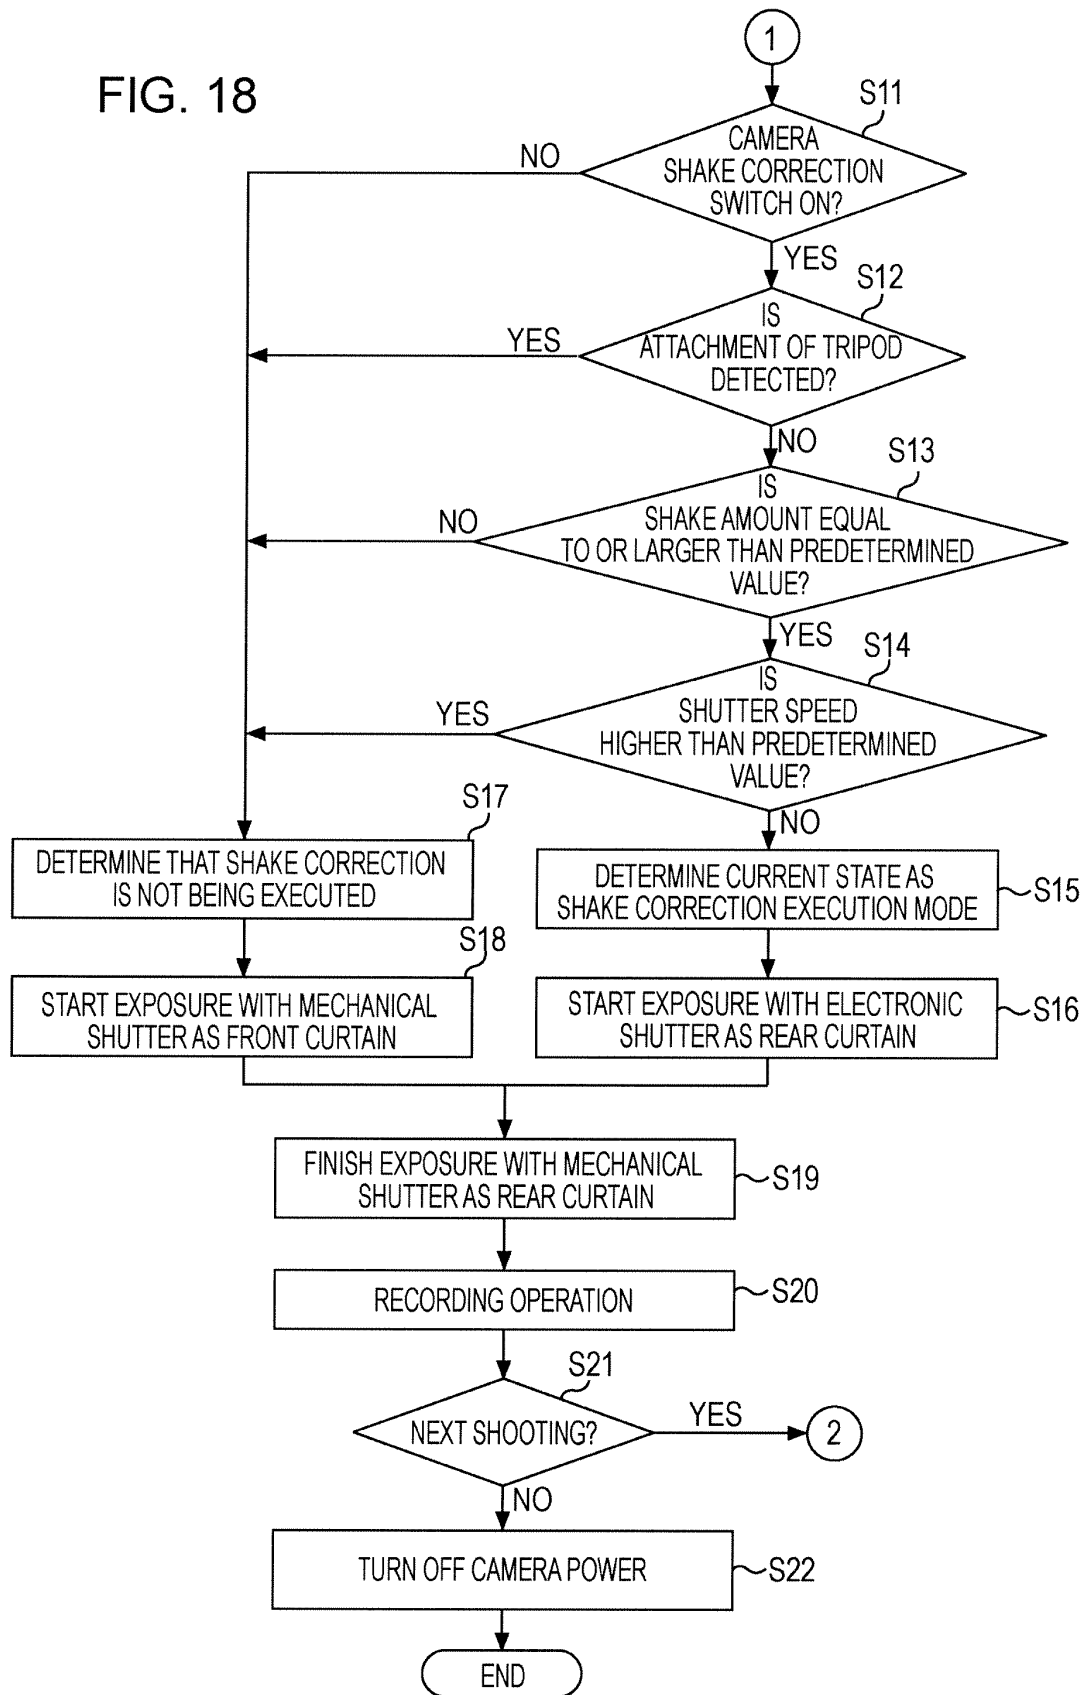 FIG. 18
1
S11
CAMERA
SHAKE CORRECTION
SWITCH ON?
NO
YES
S12
IS
ATTACHMENT OF TRIPOD
DETECTED?
YES
NO
S13
IS
SHAKE AMOUNT EQUAL
TO OR LARGER THAN PREDETERMINED
VALUE?
NO
YES
S14
IS
SHUTTER SPEED
HIGHER THAN PREDETERMINED
VALUE?
YES
NO
S17
DETERMINE THAT SHAKE CORRECTION
IS NOT BEING EXECUTED
DETERMINE CURRENT STATE AS
SHAKE CORRECTION EXECUTION MODE
S15
S18
START EXPOSURE WITH MECHANICAL
SHUTTER AS FRONT CURTAIN
START EXPOSURE WITH ELECTRONIC
SHUTTER AS REAR CURTAIN
S16
FINISH EXPOSURE WITH MECHANICAL
SHUTTER AS REAR CURTAIN
S19
RECORDING OPERATION
S20
S21
NEXT SHOOTING?
YES
2
NO
TURN OFF CAMERA POWER
S22
END